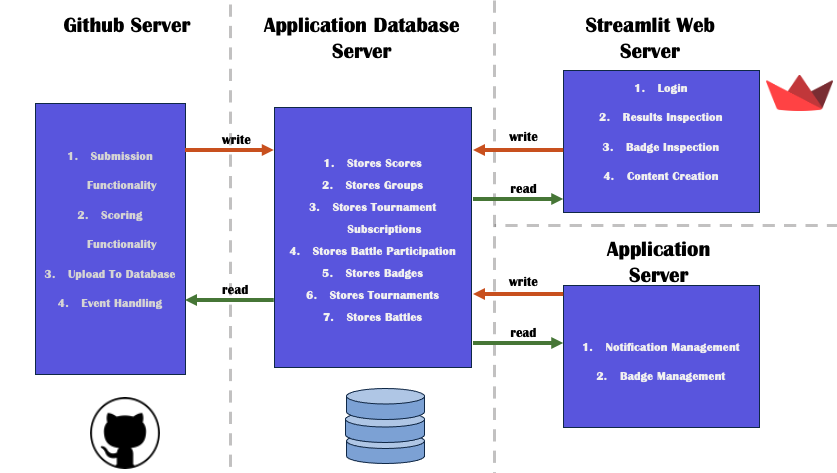 Github Server
1. Submission
Functionality
2. Scoring
Functionality
3. Upload To Database
4. Event Handling
write
read
Application Database
Server
1. Stores Scores
2. Stores Groups
3. Stores Tournament
Subscriptions
4. Stores Battle Participation
5. Stores Badges
6. Stores Tournaments
7. Stores Battles
write
read
write
read
Streamlit Web
Server
1. Login
2. Results Inspection
3. Badge Inspection
4. Content Creation
Application
Server
1. Notification Management
2. Badge Management